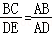 BC/DE = AB/AD